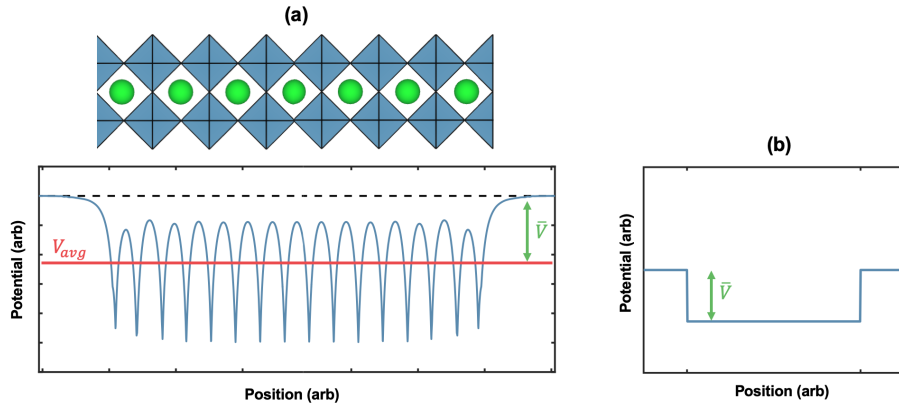 (a)
Potential (arb)
V_avg
V̄
Position (arb)
(b)
Potential (arb)
V̄
Position (arb)